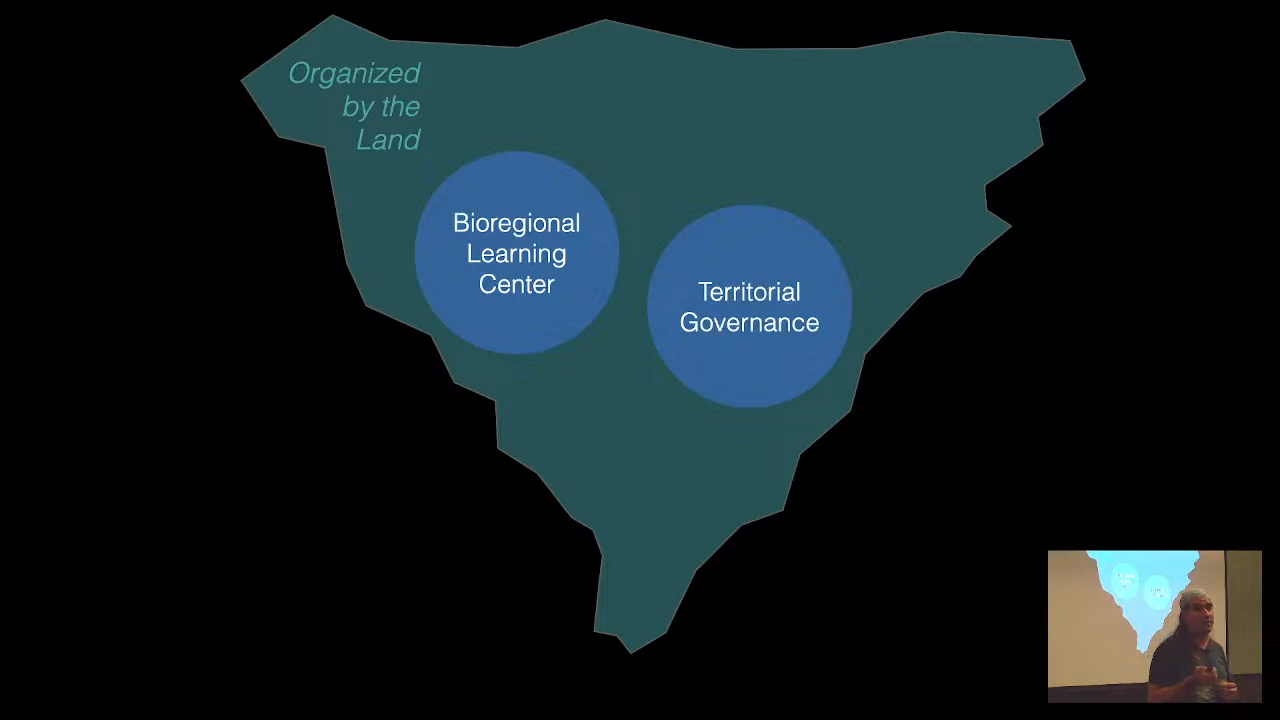 Organized
by the
Land
Bioregional
Learning
Center
Territorial
Governance